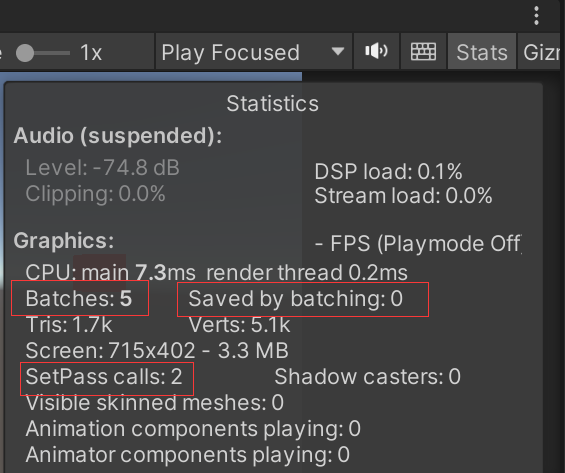 1x Play Focused Stats Giz
Statistics
Audio (suspended):
Level: -74.8 dB DSP load: 0.1%
Clipping: 0.0% Stream load: 0.0%
Graphics: - FPS (Playmode Off)
CPU: main 7.3ms render thread 0.2ms
Batches: 5 Saved by batching: 0
Tris: 1.7k Verts: 5.1k
Screen: 715x402 - 3.3 MB
SetPass calls: 2 Shadow casters: 0
Visible skinned meshes: 0
Animation components playing: 0
Animator components playing: 0